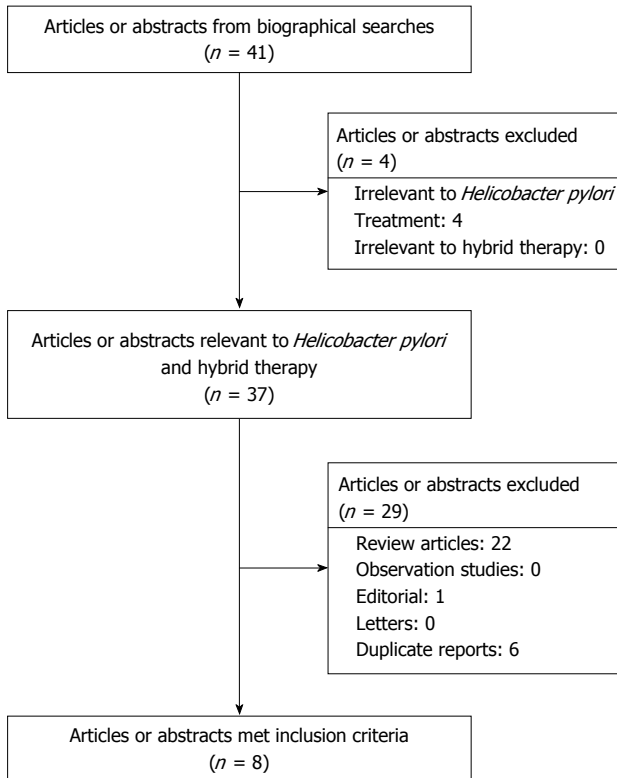 Articles or abstracts from biographical searches
(n = 41)
Articles or abstracts excluded
(n = 4)
Irrelevant to Helicobacter pylori
Treatment: 4
Irrelevant to hybrid therapy: 0
Articles or abstracts relevant to Helicobacter pylori
and hybrid therapy
(n = 37)
Articles or abstracts excluded
(n = 29)
Review articles: 22
Observation studies: 0
Editorial: 1
Letters: 0
Duplicate reports: 6
Articles or abstracts met inclusion criteria
(n = 8)